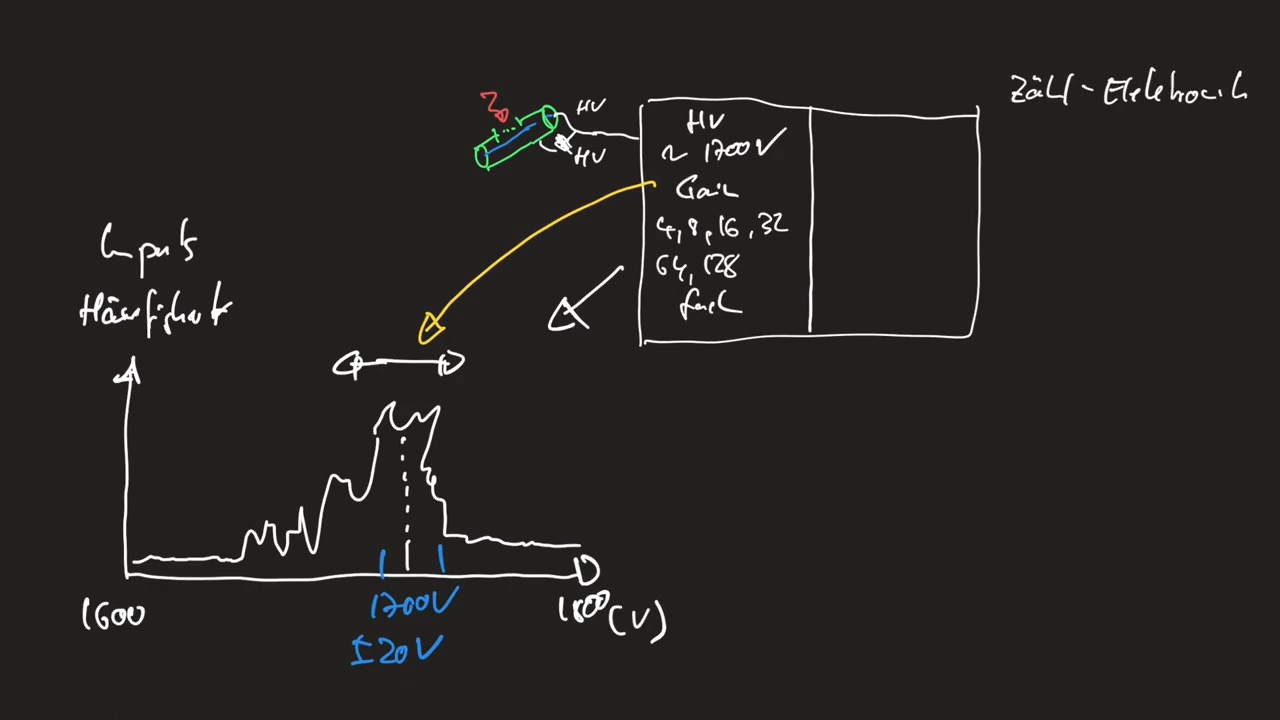 Zähl-Elektronik
HV
HV
HV
~ 1700V
Gain
4, 8, 16, 32
64, 128
fach
Impuls
Häufigkeit
1600
1700V
±20V
1800 (V)